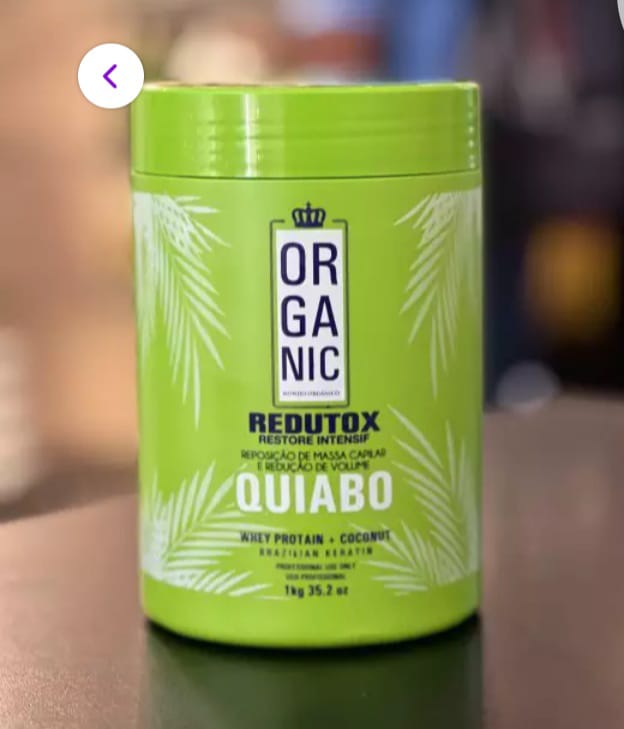 OR
GA
NIC
REDUTOX
RESTORE INTENSIF
REPOSIÇÃO DE MASSA CAPILAR
E REDUÇÃO DE VOLUME
QUIABO
WHEY PROTAIN + COCONUT
BRAZILIAN KERATIN
PROFESSIONAL USE ONLY
USO PROFISSIONAL
1kg 35.2 oz